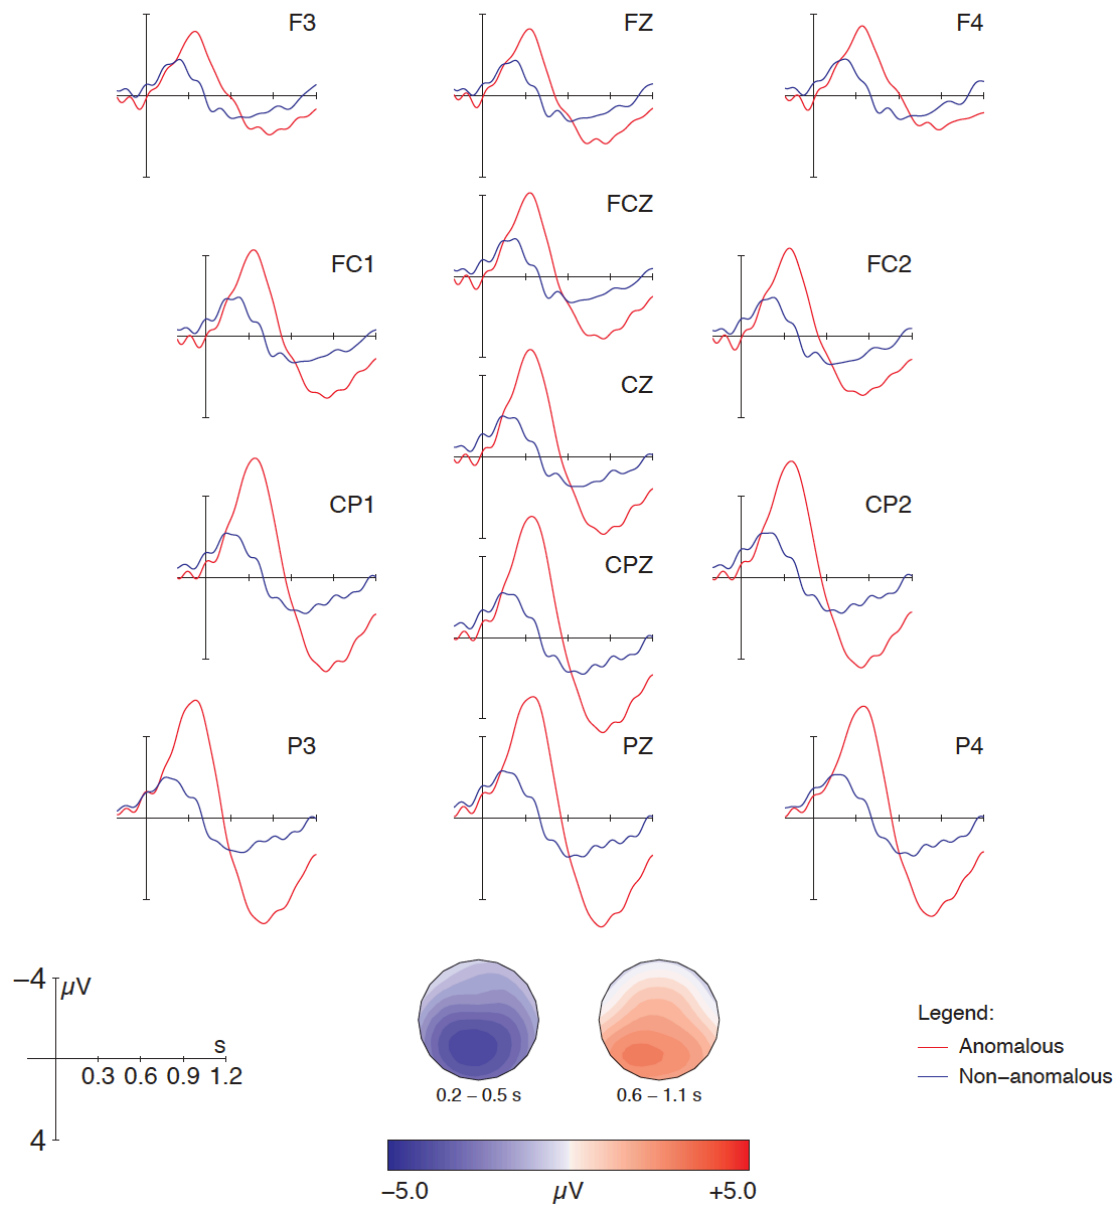 F3 FZ F4
FCZ
FC1 FC2
CZ
CP1 CP2
CPZ
P3 PZ P4
−4 μV
s
0.3 0.6 0.9 1.2
4
0.2 – 0.5 s 0.6 – 1.1 s
Legend:
Anomalous
Non−anomalous
−5.0 μV +5.0